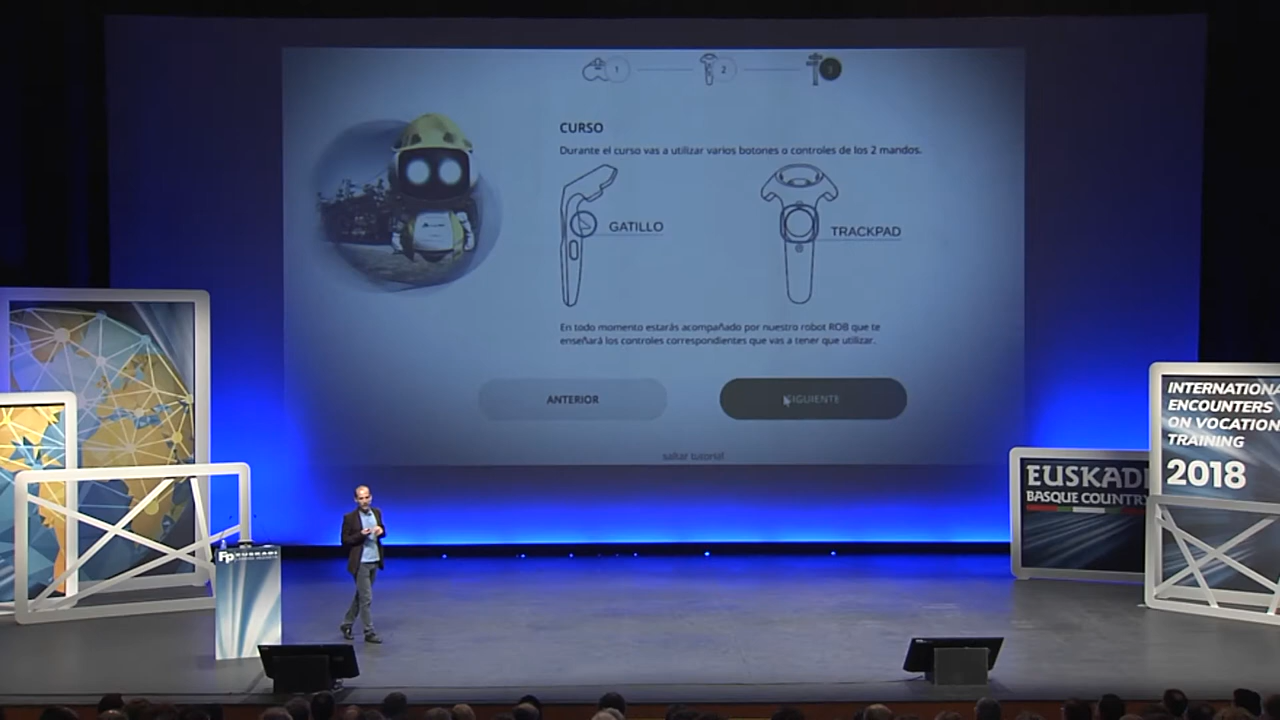 1
2
3
CURSO
Durante el curso vas a utilizar varios botones o controles de los 2 mandos.
GATILLO
TRACKPAD
En todo momento estarás acompañado por nuestro robot ROB que te
enseñará los controles correspondientes que vas a tener que utilizar.
ANTERIOR
SIGUIENTE
saltar tutorial
INTERNATIONA
ENCOUNTERS
ON VOCATION
TRAINING
2018
EUSKADI
BASQUE COUNTRY
Fp EUSKADI